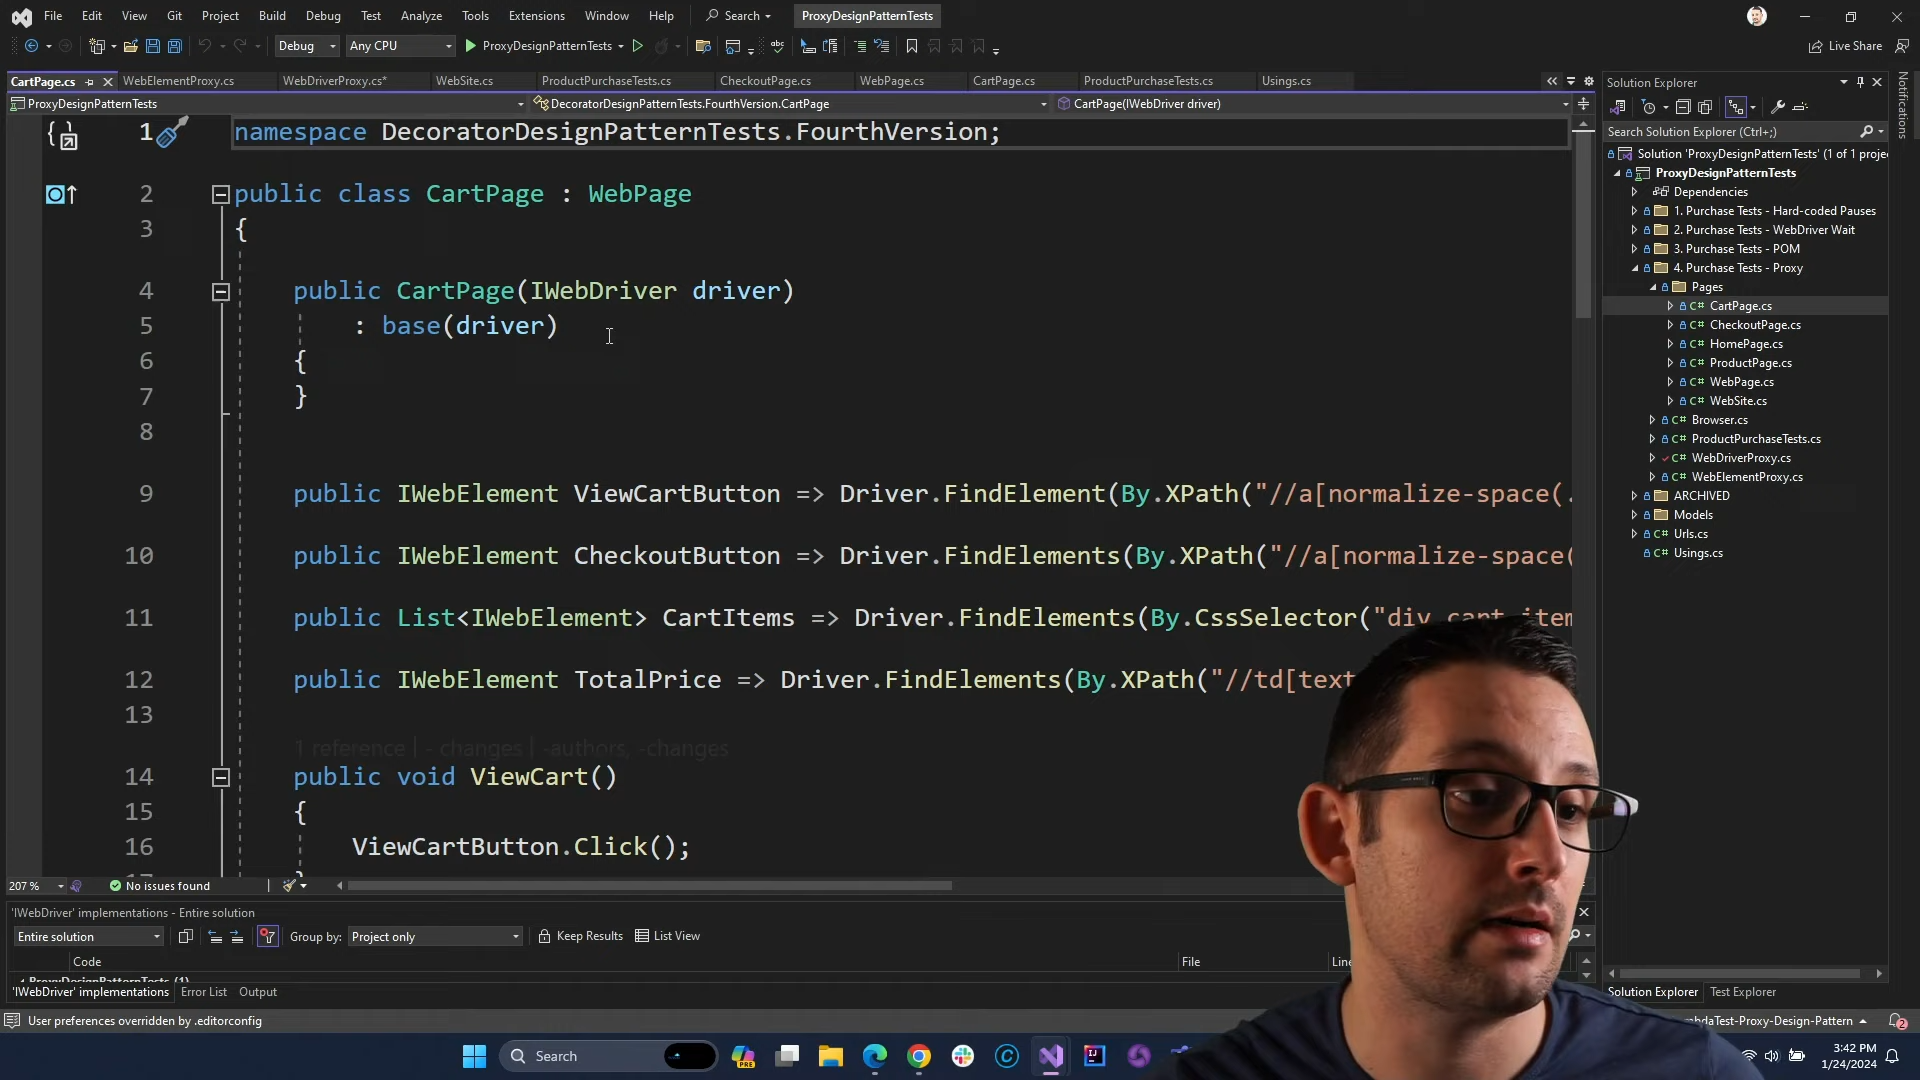 File Edit View Git Project Build Debug Test Analyze Tools Extensions Window Help Search ProxyDesignPatternTests
Debug Any CPU ProxyDesignPatternTests Live Share
CartPage.cs WebElementProxy.cs WebDriverProxy.cs* WebSite.cs ProductPurchaseTests.cs CheckoutPage.cs WebPage.cs CartPage.cs ProductPurchaseTests.cs Usings.cs
ProxyDesignPatternTests DecoratorDesignPatternTests.FourthVersion.CartPage CartPage(IWebDriver driver)
1 namespace DecoratorDesignPatternTests.FourthVersion;
2 public class CartPage : WebPage
3 {
4 public CartPage(IWebDriver driver)
5 : base(driver)
6 {
7 }
8
9 public IWebElement ViewCartButton => Driver.FindElement(By.XPath("//a[normalize-space(.
10 public IWebElement CheckoutButton => Driver.FindElements(By.XPath("//a[normalize-space(
11 public List<IWebElement> CartItems => Driver.FindElements(By.CssSelector("div
12 public IWebElement TotalPrice => Driver.FindElements(By.XPath("//td[text
13
1 reference | - changes | -authors, -changes
14 public void ViewCart()
15 {
16 ViewCartButton.Click();
207 % No issues found
'IWebDriver' implementations - Entire solution
Entire solution Group by: Project only Keep Results List View
Code File Line
ProxyDesignPatternTests (1)
'IWebDriver' implementations Error List Output
User preferences overridden by .editorconfig
Solution Explorer
Search Solution Explorer (Ctrl+;)
Solution 'ProxyDesignPatternTests' (1 of 1 proje
ProxyDesignPatternTests
Dependencies
1. Purchase Tests - Hard-coded Pauses
2. Purchase Tests - WebDriver Wait
3. Purchase Tests - POM
4. Purchase Tests - Proxy
Pages
C# CartPage.cs
C# CheckoutPage.cs
C# HomePage.cs
C# ProductPage.cs
C# WebPage.cs
C# WebSite.cs
C# Browser.cs
C# ProductPurchaseTests.cs
C# WebDriverProxy.cs
C# WebElementProxy.cs
ARCHIVED
Models
C# Urls.cs
C# Usings.cs
Notifications
Solution Explorer Test Explorer
mbdaTest-Proxy-Design-Pattern 2
Search PRE
3:42 PM
1/24/2024